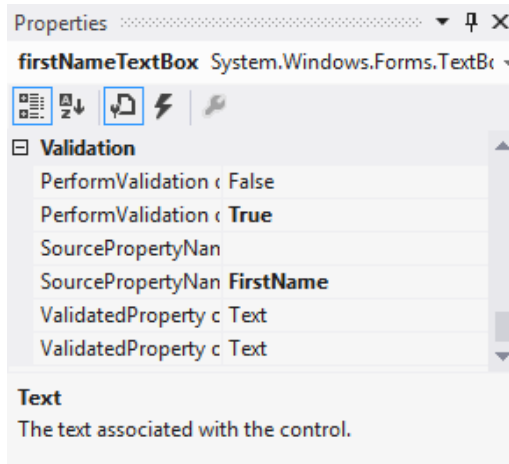 Properties
firstNameTextBox System.Windows.Forms.TextBo
Validation
PerformValidation o False
PerformValidation o True
SourcePropertyNan
SourcePropertyNan FirstName
ValidatedProperty o Text
ValidatedProperty o Text
Text
The text associated with the control.